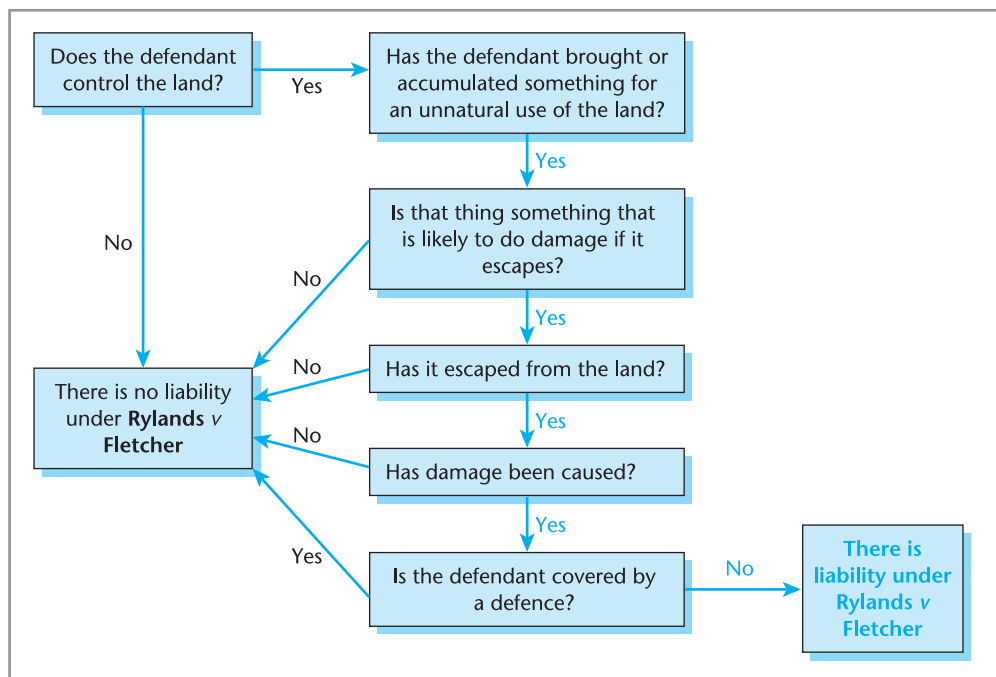 Does the defendant
control the land?
Yes
Has the defendant brought or
accumulated something for
an unnatural use of the land?
Yes
No
Is that thing something that
is likely to do damage if it
escapes?
No
Yes
Has it escaped from the land?
No
Yes
There is no liability
under Rylands v
Fletcher
No
Has damage been caused?
Yes
Yes
Is the defendant covered by
a defence?
No
There is
liability under
Rylands v
Fletcher